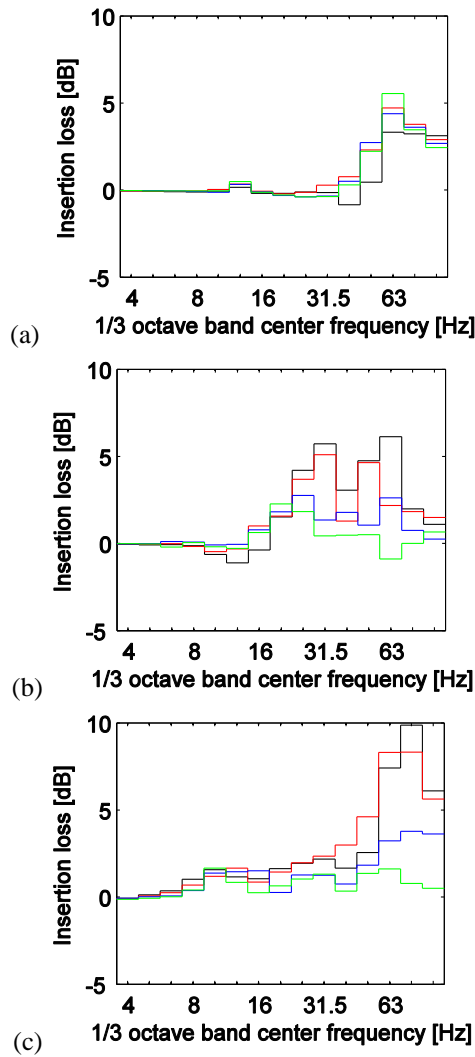 10
5
0
-5
Insertion loss [dB]
4 8 16 31.5 63
1/3 octave band center frequency [Hz]
(a)
10
5
0
-5
Insertion loss [dB]
4 8 16 31.5 63
1/3 octave band center frequency [Hz]
(b)
10
5
0
-5
Insertion loss [dB]
4 8 16 31.5 63
1/3 octave band center frequency [Hz]
(c)